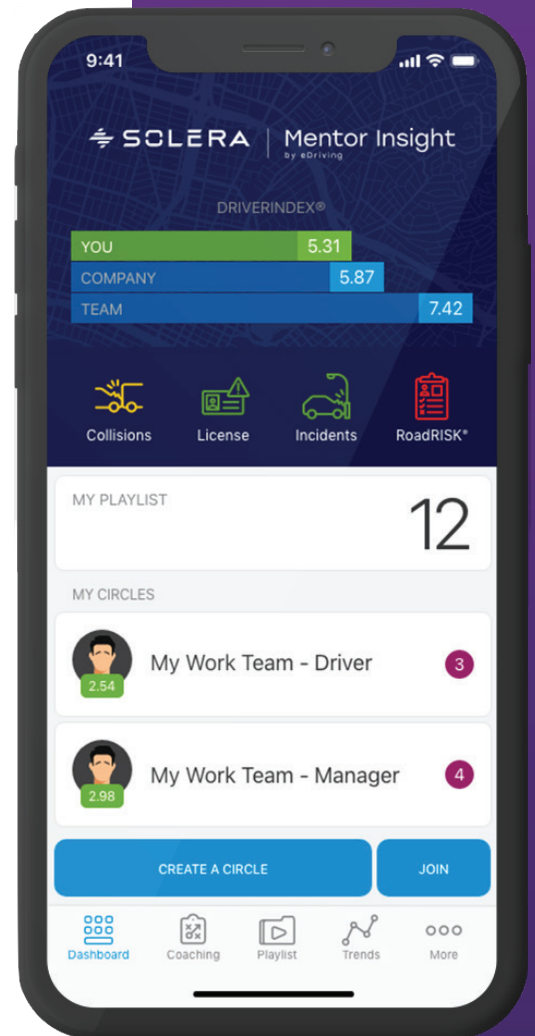 9:41
SOLERA | Mentor Insight
by eDriving
DRIVERINDEX®
YOU 5.31
COMPANY 5.87
TEAM 7.42
Collisions License Incidents RoadRISK®
MY PLAYLIST
12
MY CIRCLES
My Work Team - Driver 3
2.54
My Work Team - Manager 4
2.98
CREATE A CIRCLE JOIN
Dashboard Coaching Playlist Trends More